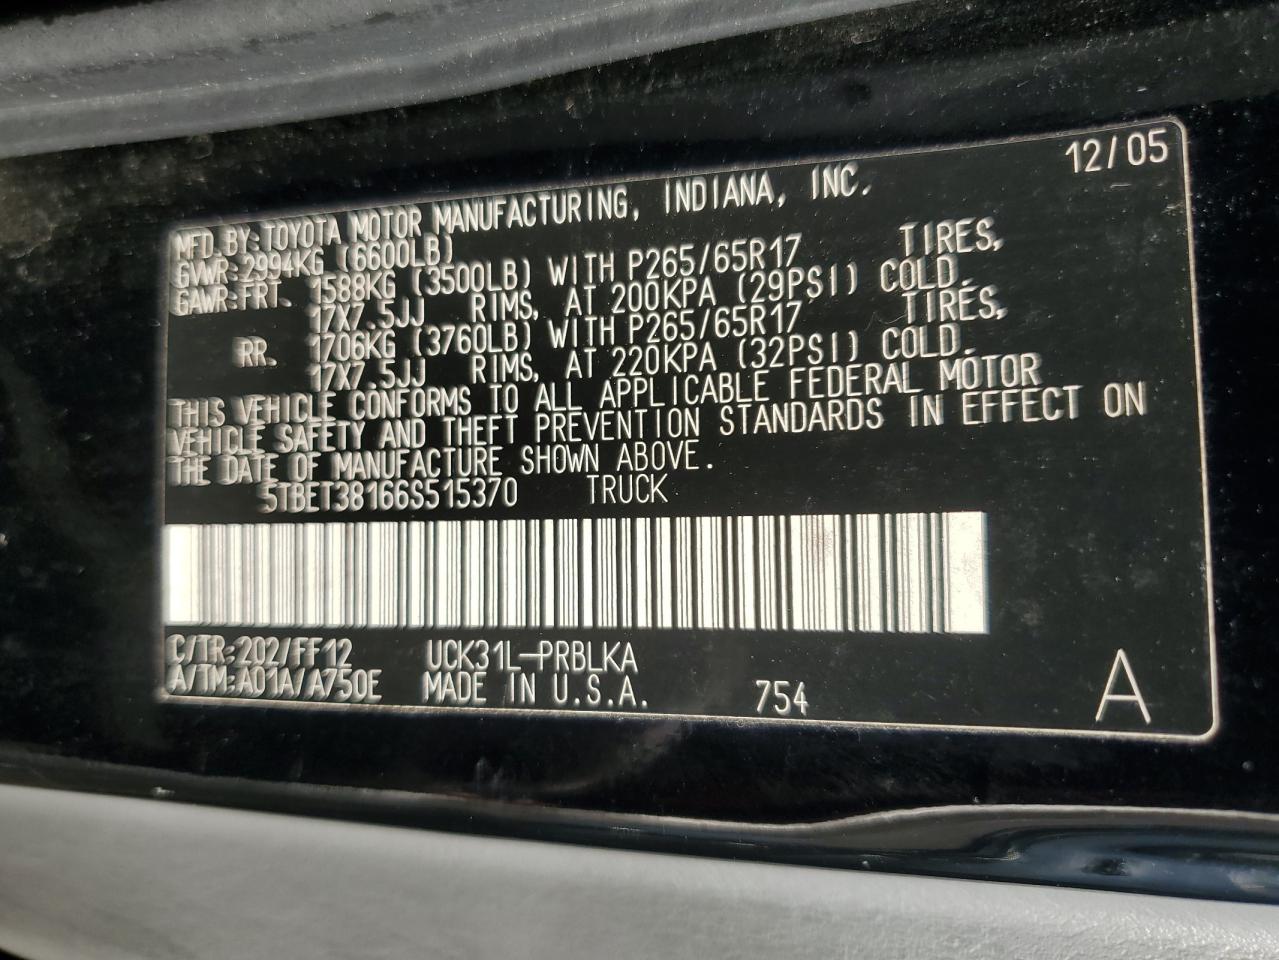 12/05
MFD.BY:TOYOTA MOTOR MANUFACTURING, INDIANA, INC.
GVWR:2994KG (6600LB)
GAWR:FRT. 1588KG (3500LB) WITH P265/65R17 TIRES,
17X7.5JJ RIMS, AT 200KPA (29PSI) COLD.
RR. 1706KG (3760LB) WITH P265/65R17 TIRES,
17X7.5JJ RIMS, AT 220KPA (32PSI) COLD.
THIS VEHICLE CONFORMS TO ALL APPLICABLE FEDERAL MOTOR
VEHICLE SAFETY AND THEFT PREVENTION STANDARDS IN EFFECT ON
THE DATE OF MANUFACTURE SHOWN ABOVE.
5TBET38166S515370 TRUCK
C/TR:202/FF12 UCK31L-PRBLKA
A/TM:A01A/A750E MADE IN U.S.A. 754 A